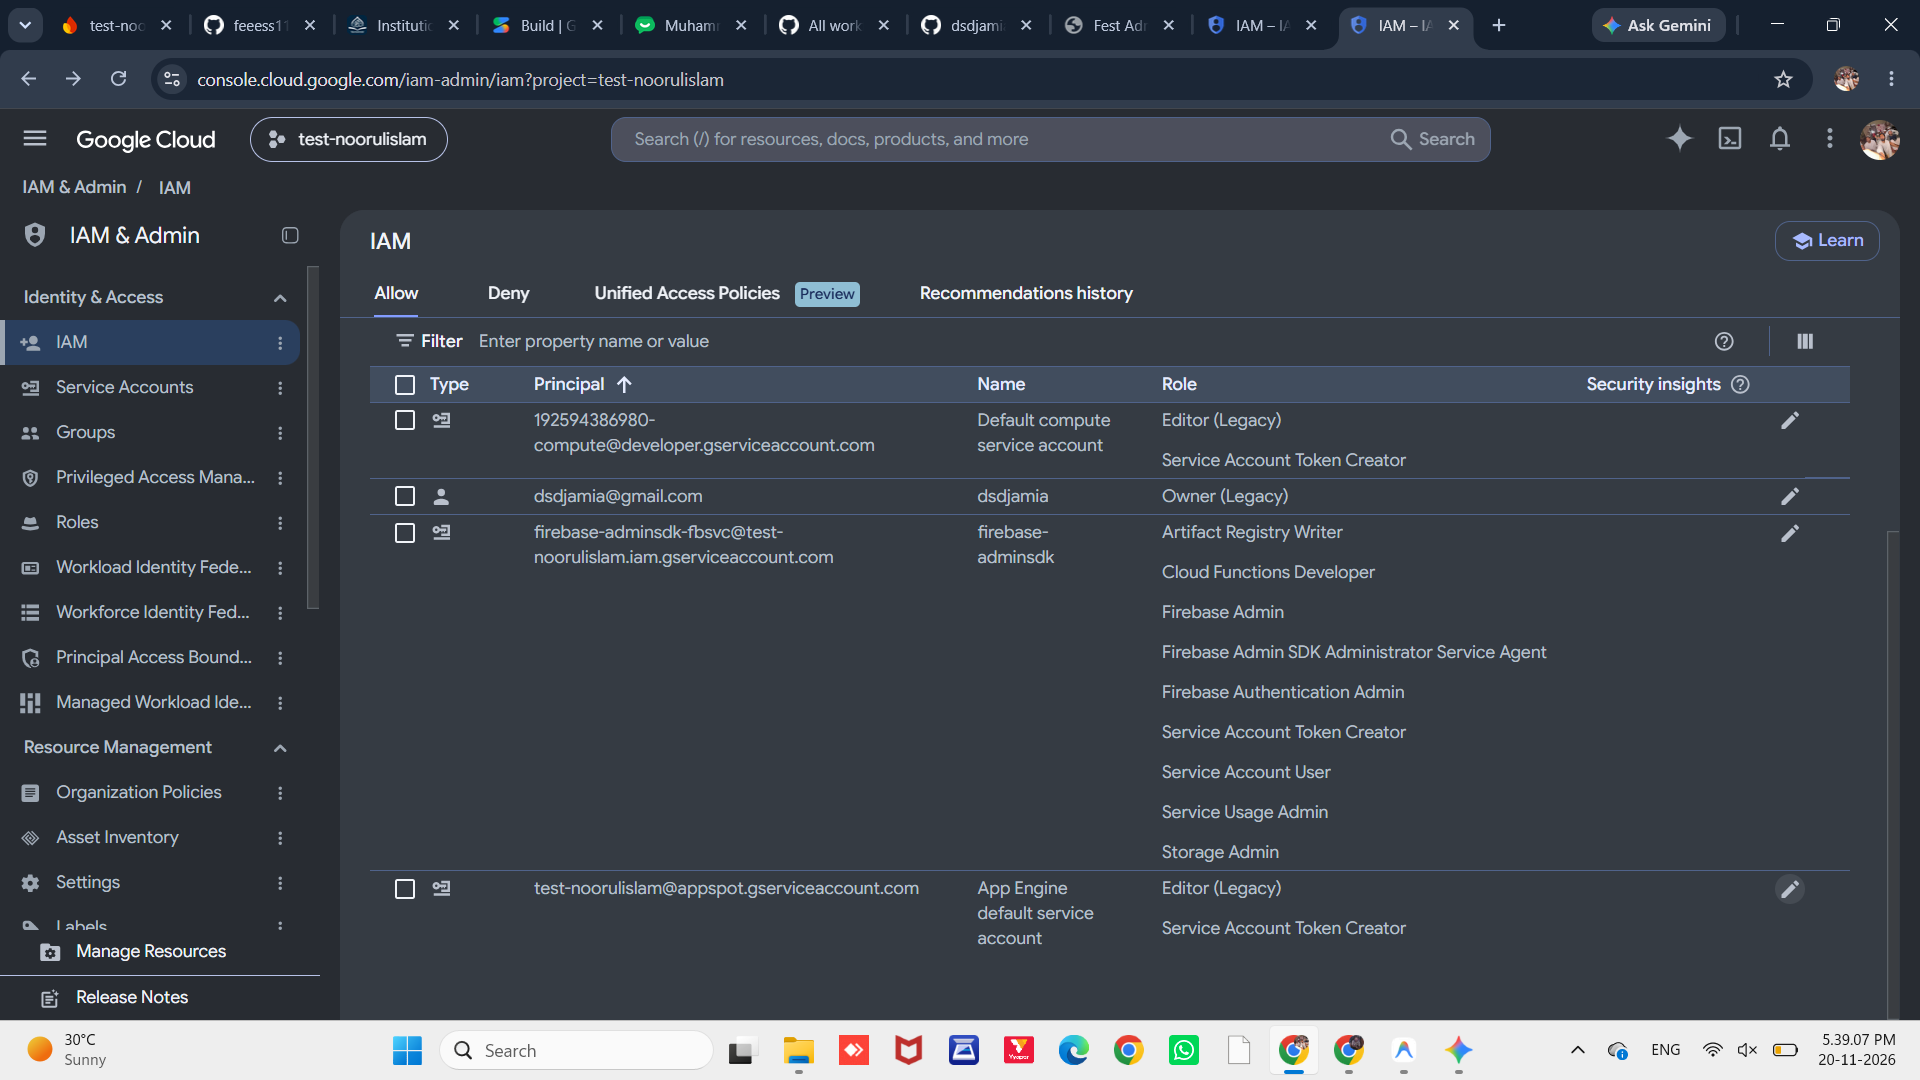 test-noo
feeess11
Institutio
Build | G
Muhamm
All work
dsdjami
Fest Adm
IAM – IA
IAM – IA
Ask Gemini
console.cloud.google.com/iam-admin/iam?project=test-noorulislam
Google Cloud
test-noorulislam
Search (/) for resources, docs, products, and more
Search
IAM & Admin / IAM
IAM & Admin
Identity & Access
IAM
Service Accounts
Groups
Privileged Access Mana...
Roles
Workload Identity Fede...
Workforce Identity Fed...
Principal Access Bound...
Managed Workload Ide...
Resource Management
Organization Policies
Asset Inventory
Settings
Labels
Manage Resources
Release Notes
IAM
Learn
Allow
Deny
Unified Access Policies Preview
Recommendations history
Filter Enter property name or value
Type Principal Name Role Security insights
192594386980-
compute@developer.gserviceaccount.com
Default compute
service account
Editor (Legacy)
Service Account Token Creator
dsdjamia@gmail.com
dsdjamia
Owner (Legacy)
firebase-adminsdk-fbsvc@test-
noorulislam.iam.gserviceaccount.com
firebase-
adminsdk
Artifact Registry Writer
Cloud Functions Developer
Firebase Admin
Firebase Admin SDK Administrator Service Agent
Firebase Authentication Admin
Service Account Token Creator
Service Account User
Service Usage Admin
Storage Admin
test-noorulislam@appspot.gserviceaccount.com
App Engine
default service
account
Editor (Legacy)
Service Account Token Creator
30°C
Sunny
Search
Vyapar
ENG
5.39.07 PM
20-11-2026